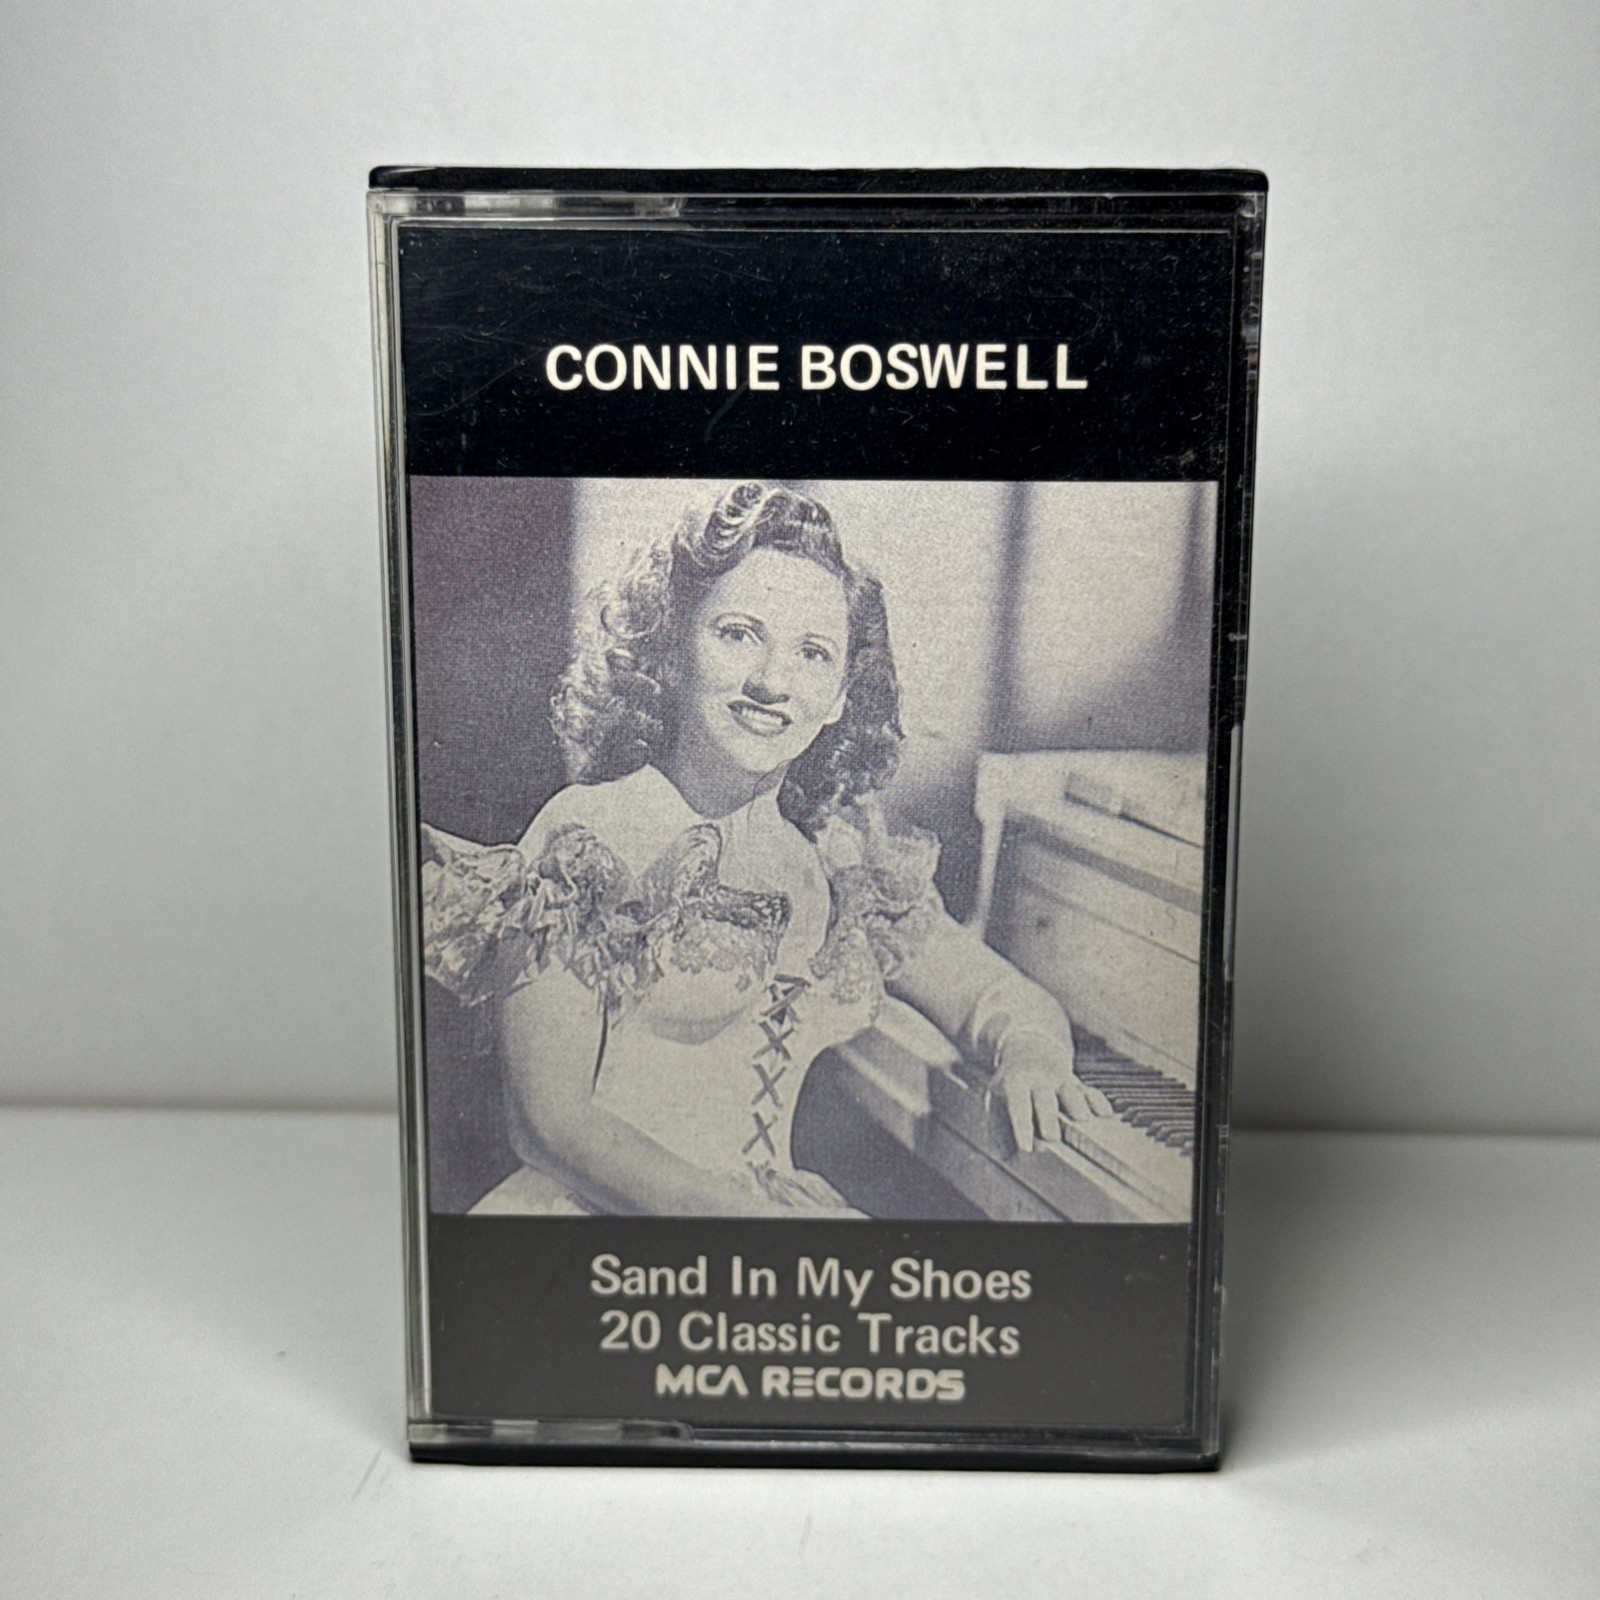 CONNIE BOSWELL
Sand In My Shoes
20 Classic Tracks
MCA RECORDS